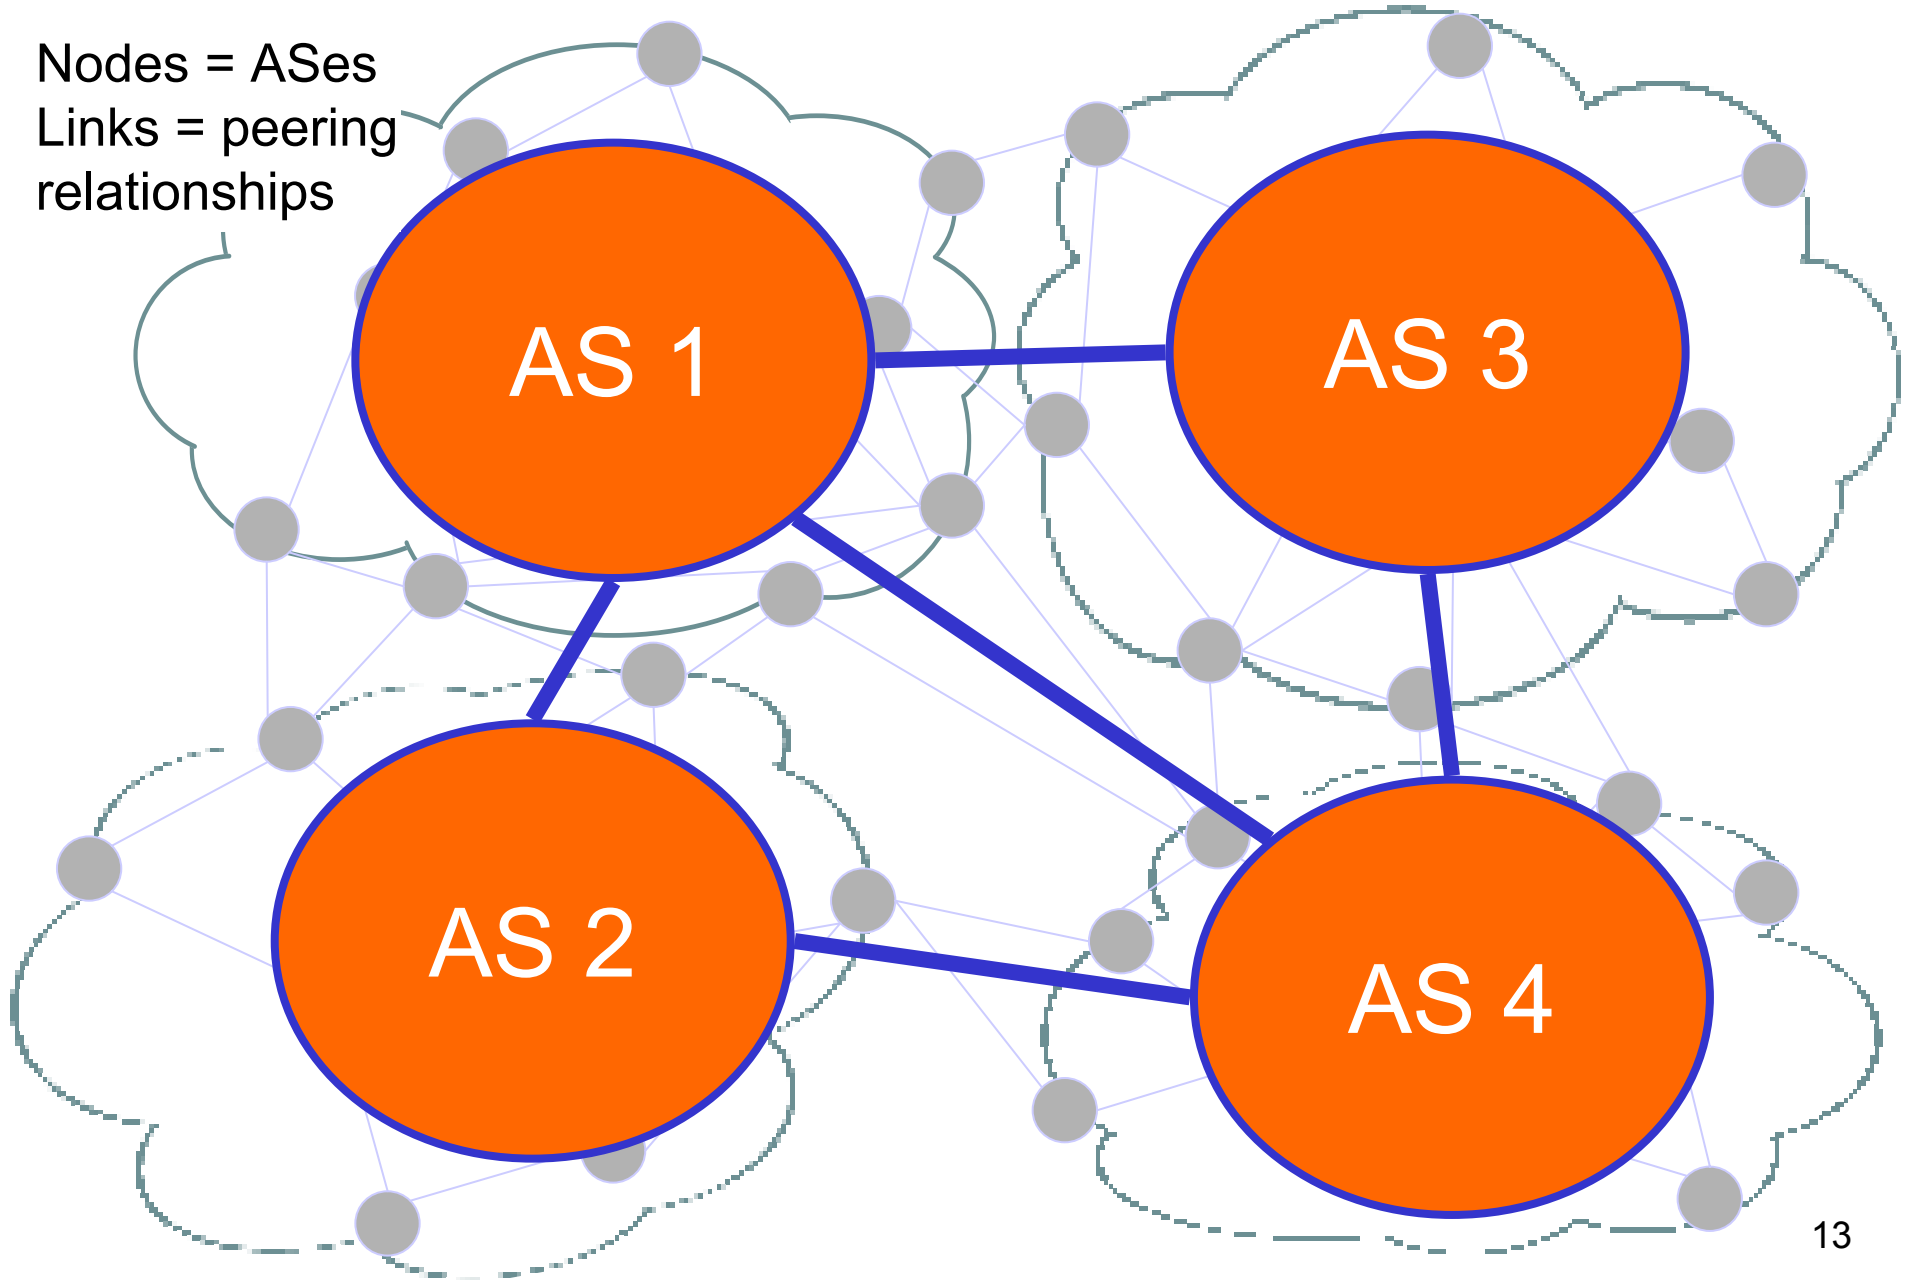 Nodes = ASes
Links = peering
relationships
AS 1
AS 3
AS 2
AS 4
13